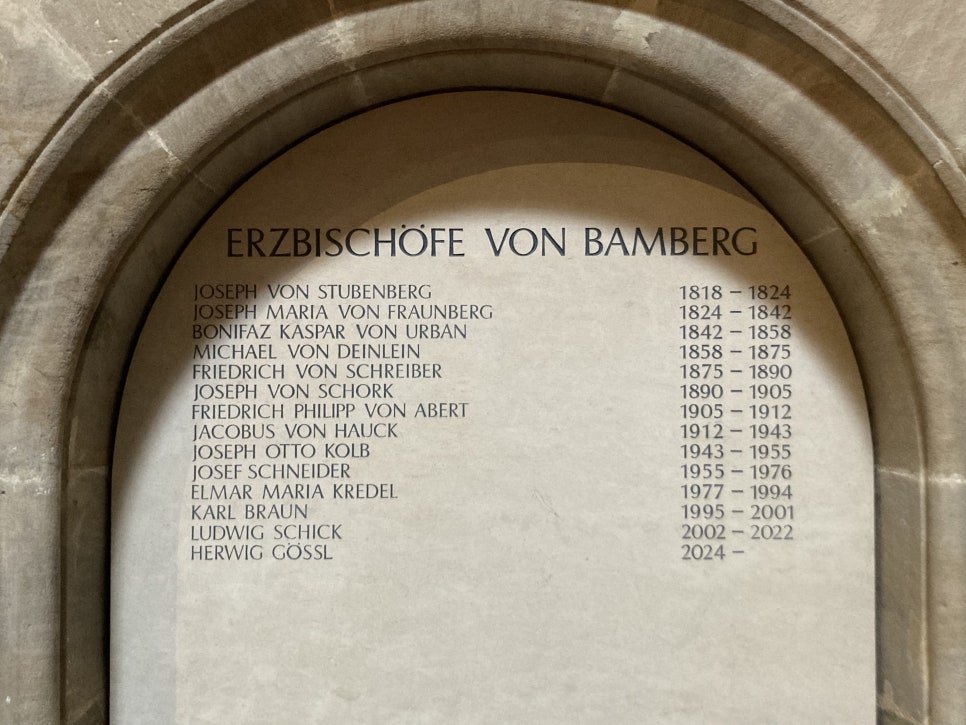 ERZBISCHÖFE VON BAMBERG
JOSEPH VON STUBENBERG 1818 – 1824
JOSEPH MARIA VON FRAUNBERG 1824 – 1842
BONIFAZ KASPAR VON URBAN 1842 – 1858
MICHAEL VON DEINLEIN 1858 – 1875
FRIEDRICH VON SCHREIBER 1875 – 1890
JOSEPH VON SCHORK 1890 – 1905
FRIEDRICH PHILIPP VON ABERT 1905 – 1912
JACOBUS VON HAUCK 1912 – 1943
JOSEPH OTTO KOLB 1943 – 1955
JOSEF SCHNEIDER 1955 – 1976
ELMAR MARIA KREDEL 1977 – 1994
KARL BRAUN 1995 – 2001
LUDWIG SCHICK 2002 – 2022
HERWIG GÖSSL 2024 –